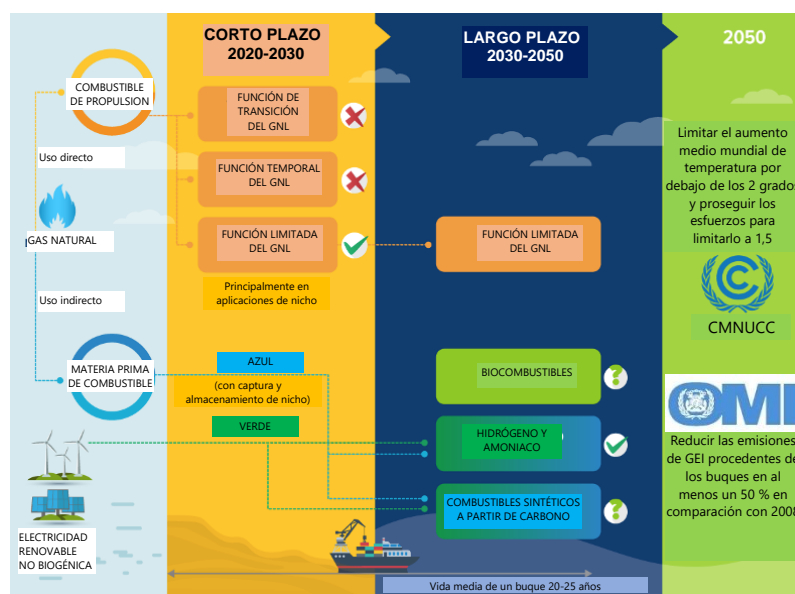 CORTO PLAZO
2020-2030
LARGO PLAZO
2030-2050
2050
COMBUSTIBLE
DE PROPULSION
Uso directo
GAS NATURAL
Uso indirecto
MATERIA PRIMA
DE COMBUSTIBLE
ELECTRICIDAD
RENOVABLE
NO BIOGÉNICA
FUNCIÓN DE
TRANSICIÓN
DEL GNL
FUNCIÓN TEMPORAL
DEL GNL
FUNCIÓN LIMITADA
DEL GNL
Principalmente en
aplicaciones de nicho
AZUL
(con captura y
almacenamiento de nicho)
VERDE
FUNCIÓN LIMITADA
DEL GNL
BIOCOMBUSTIBLES
HIDRÓGENO Y
AMONIACO
COMBUSTIBLES SINTÉTICOS
A PARTIR DE CARBONO
Vida media de un buque 20-25 años
Limitar el aumento
medio mundial de
temperatura por
debajo de los 2 grados
y proseguir los
esfuerzos para
limitarlo a 1,5
CMNUCC
OMI
Reducir las emisiones
de GEI procedentes de
los buques en al
menos un 50 % en
comparación con 2008